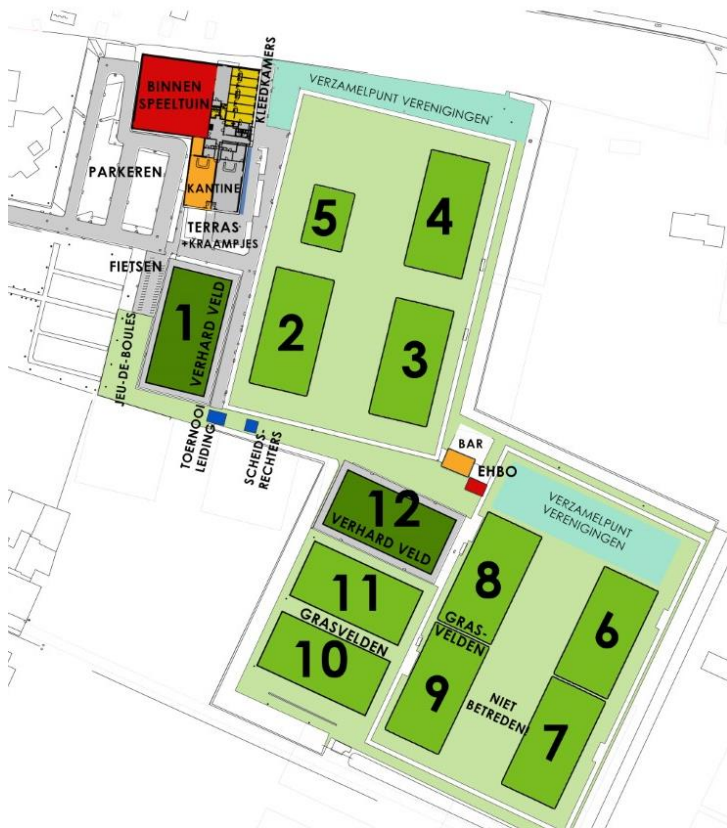 BINNEN
SPEELTUIN
KLEEDKAMERS
VERZAMELPUNT VERENIGINGEN
PARKEREN
KANTINE
TERRAS
+KRAAMPJES
FIETSEN
5
4
1
VERHARD VELD
2
3
JEU-DE-BOULES
TOERNOOI
LEIDING
SCHEIDS-
RECHTERS
BAR
EHBO
12
VERHARD VELD
VERZAMELPUNT
VERENIGINGEN
11
GRASVELDEN
10
8
GRAS-
VELDEN
9
6
NIET
BETREDEN
7